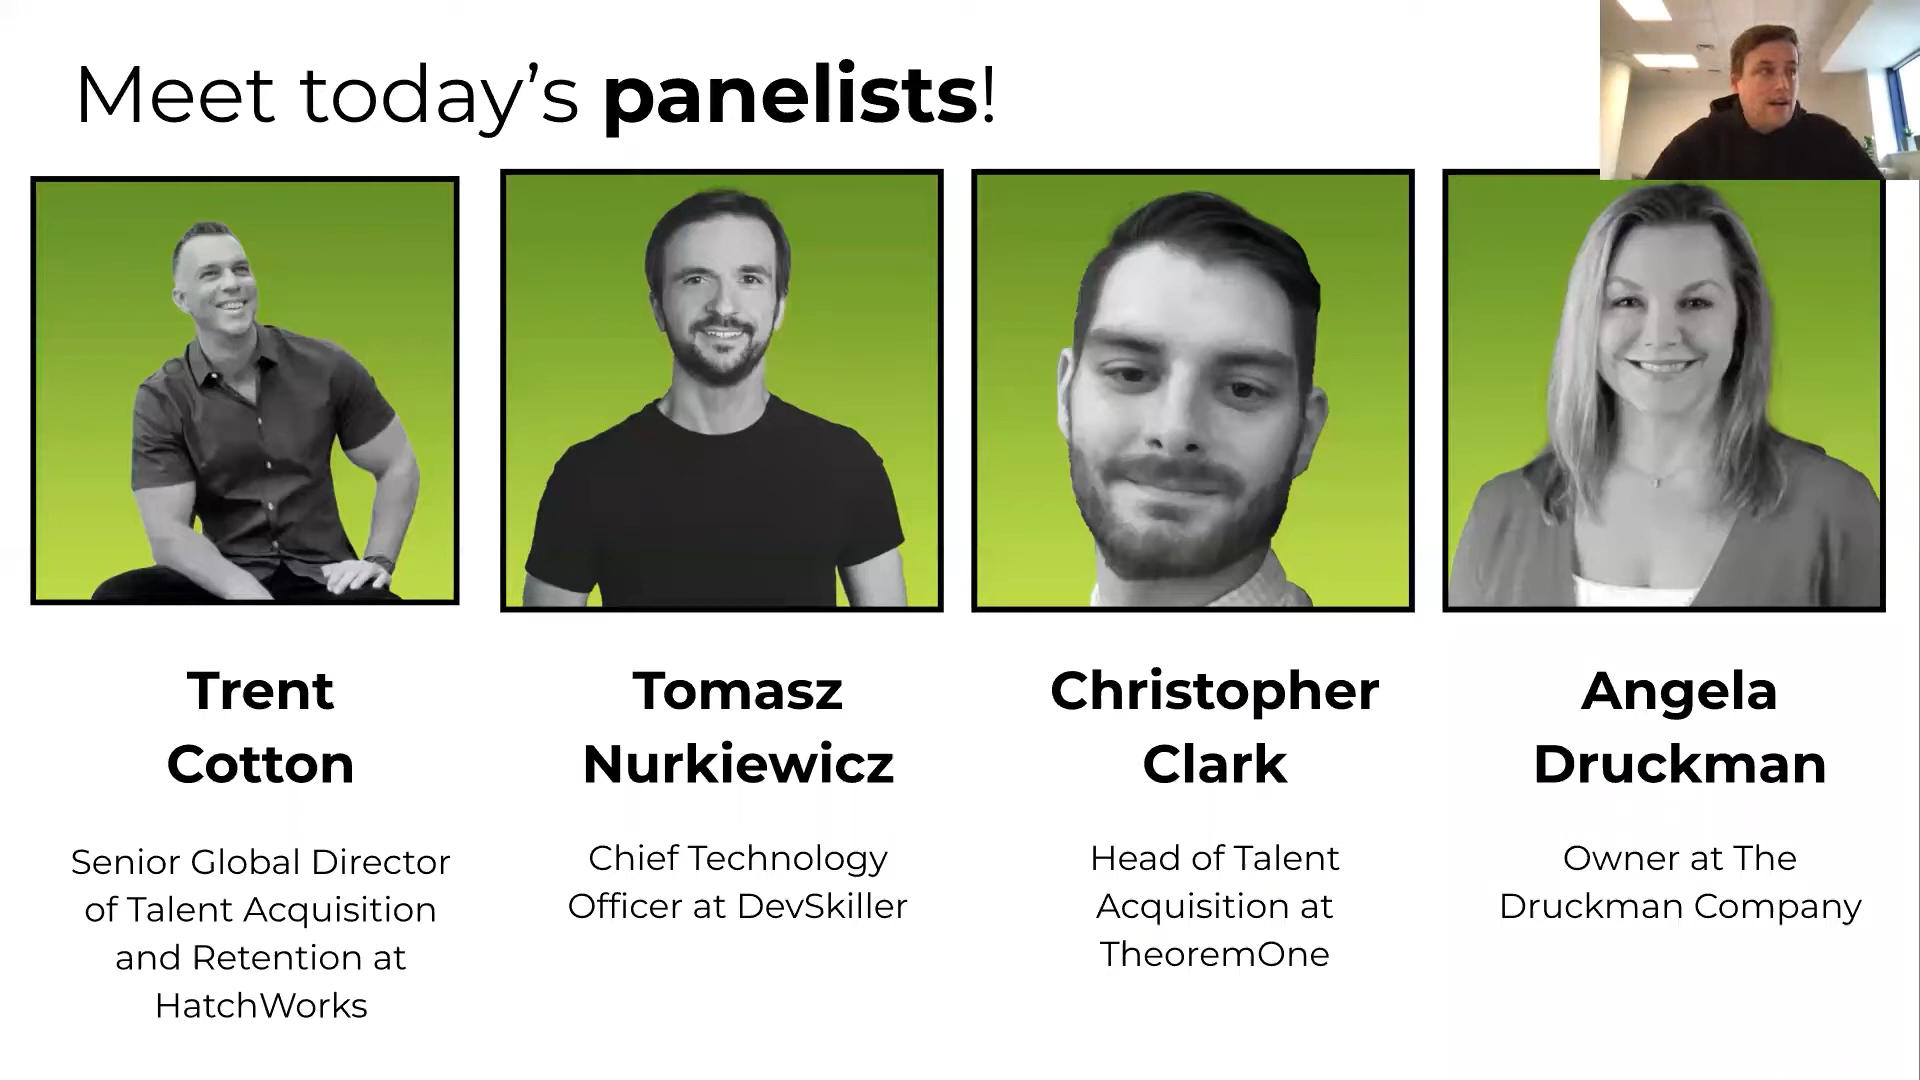 Meet today’s panelists!
Trent
Cotton
Senior Global Director
of Talent Acquisition
and Retention at
HatchWorks
Tomasz
Nurkiewicz
Chief Technology
Officer at DevSkiller
Christopher
Clark
Head of Talent
Acquisition at
TheoremOne
Angela
Druckman
Owner at The
Druckman Company